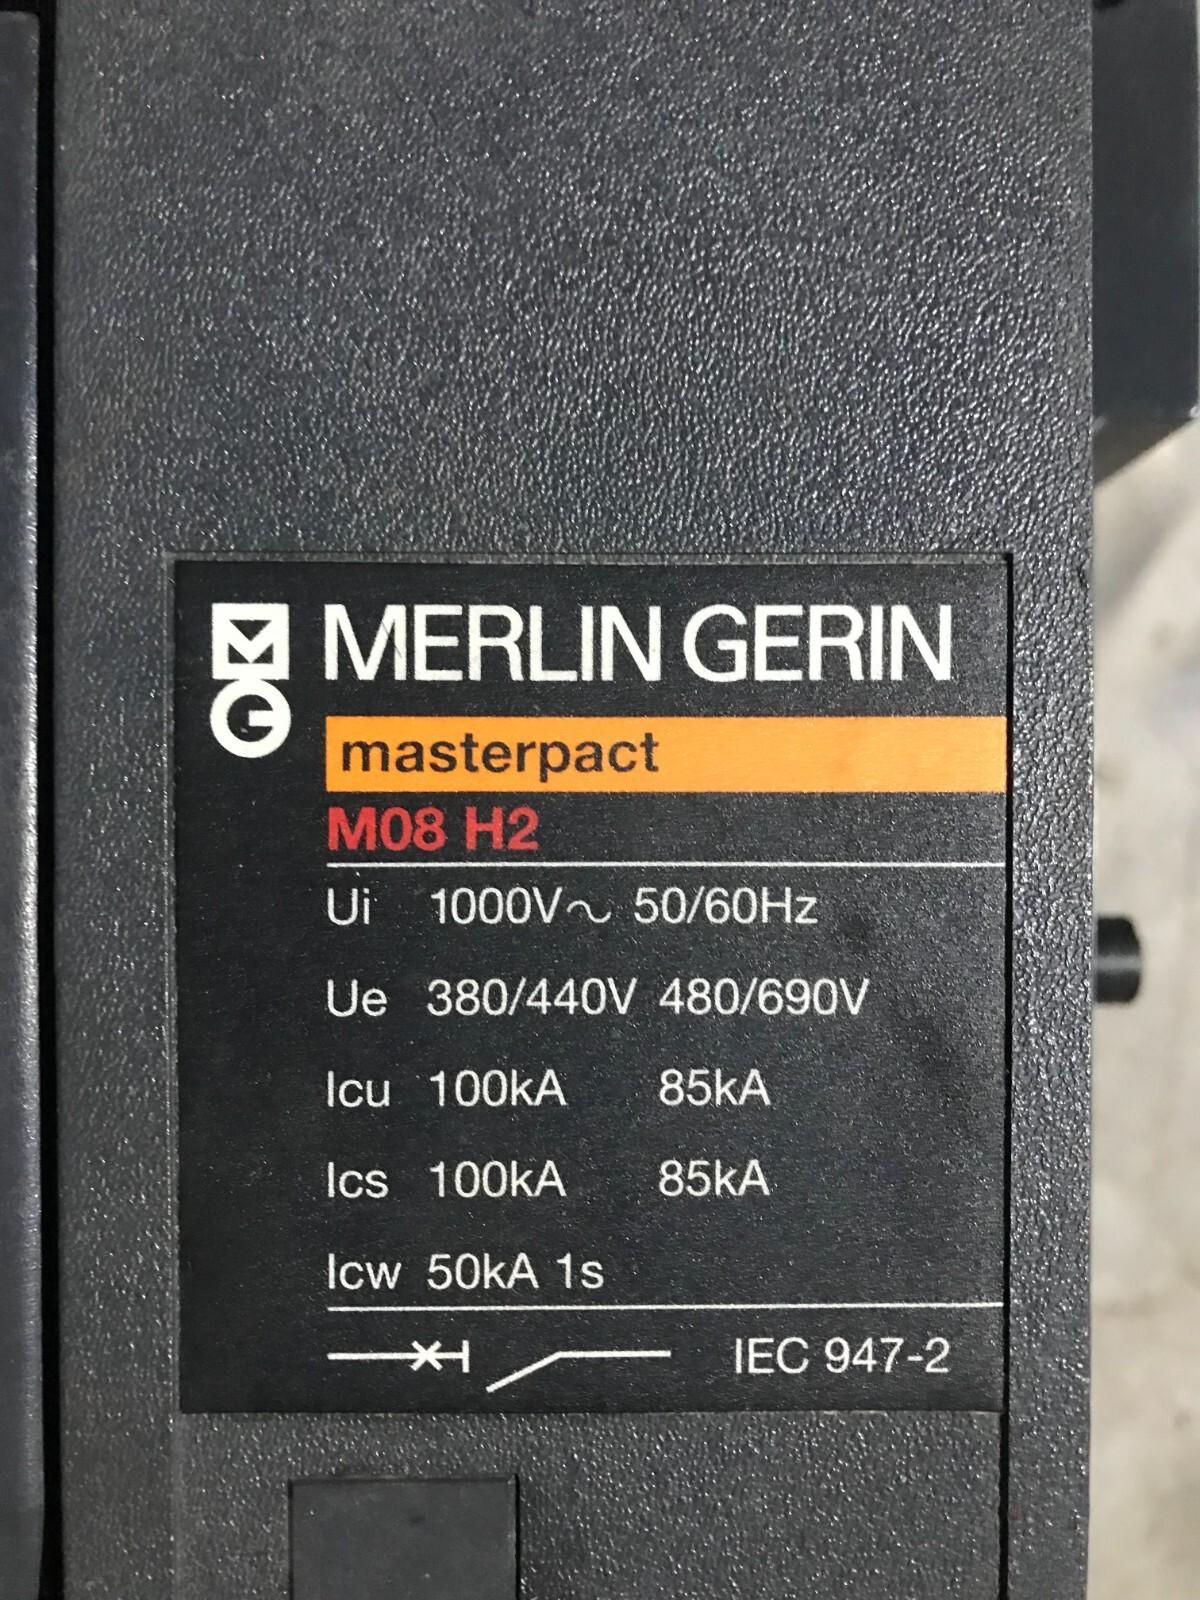 MG MERLIN GERIN
masterpact
M08 H2
Ui 1000V~ 50/60Hz
Ue 380/440V 480/690V
Icu 100kA 85kA
Ics 100kA 85kA
Icw 50kA 1s
IEC 947-2